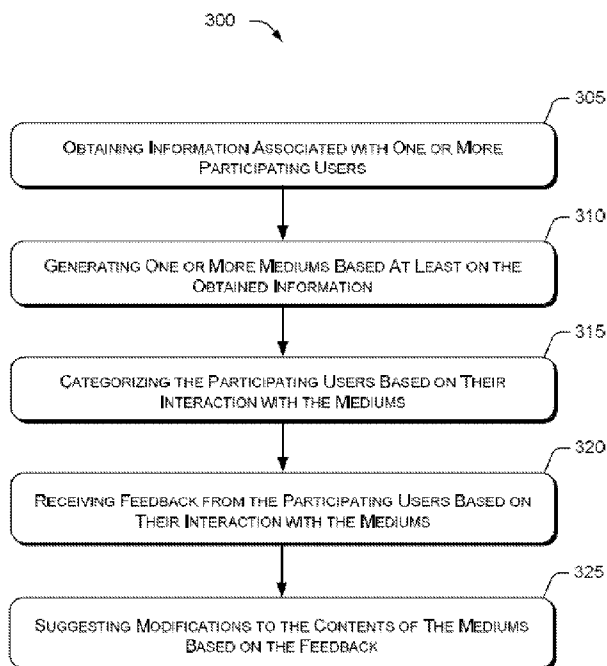 300
305
OBTAINING INFORMATION ASSOCIATED WITH ONE OR MORE
PARTICIPATING USERS
310
GENERATING ONE OR MORE MEDIUMS BASED AT LEAST ON THE
OBTAINED INFORMATION
315
CATEGORIZING THE PARTICIPATING USERS BASED ON THEIR
INTERACTION WITH THE MEDIUMS
320
RECEIVING FEEDBACK FROM THE PARTICIPATING USERS BASED ON
THEIR INTERACTION WITH THE MEDIUMS
325
SUGGESTING MODIFICATIONS TO THE CONTENTS OF THE MEDIUMS
BASED ON THE FEEDBACK